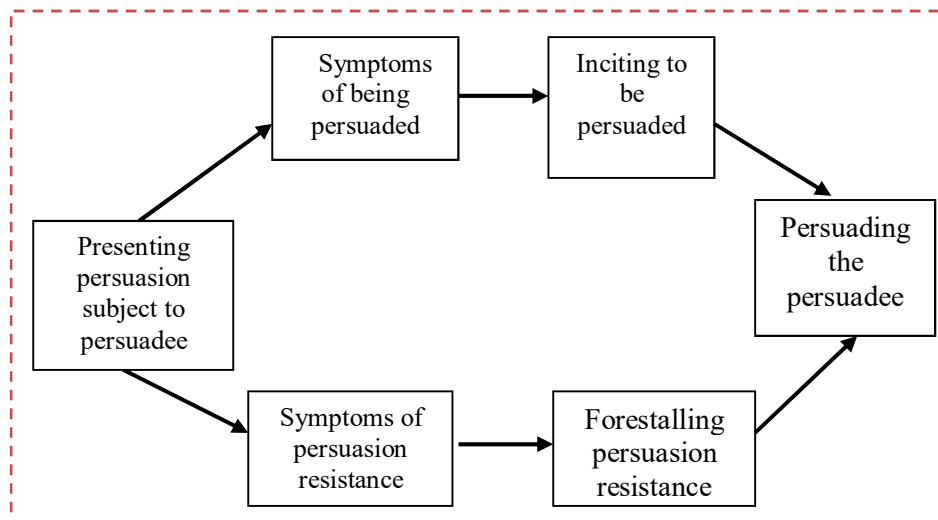 Symptoms
of being
persuaded
Inciting to
be
persuaded
Presenting
persuasion
subject to
persuadee
Persuading
the
persuadee
Symptoms of
persuasion
resistance
Forestalling
persuasion
resistance